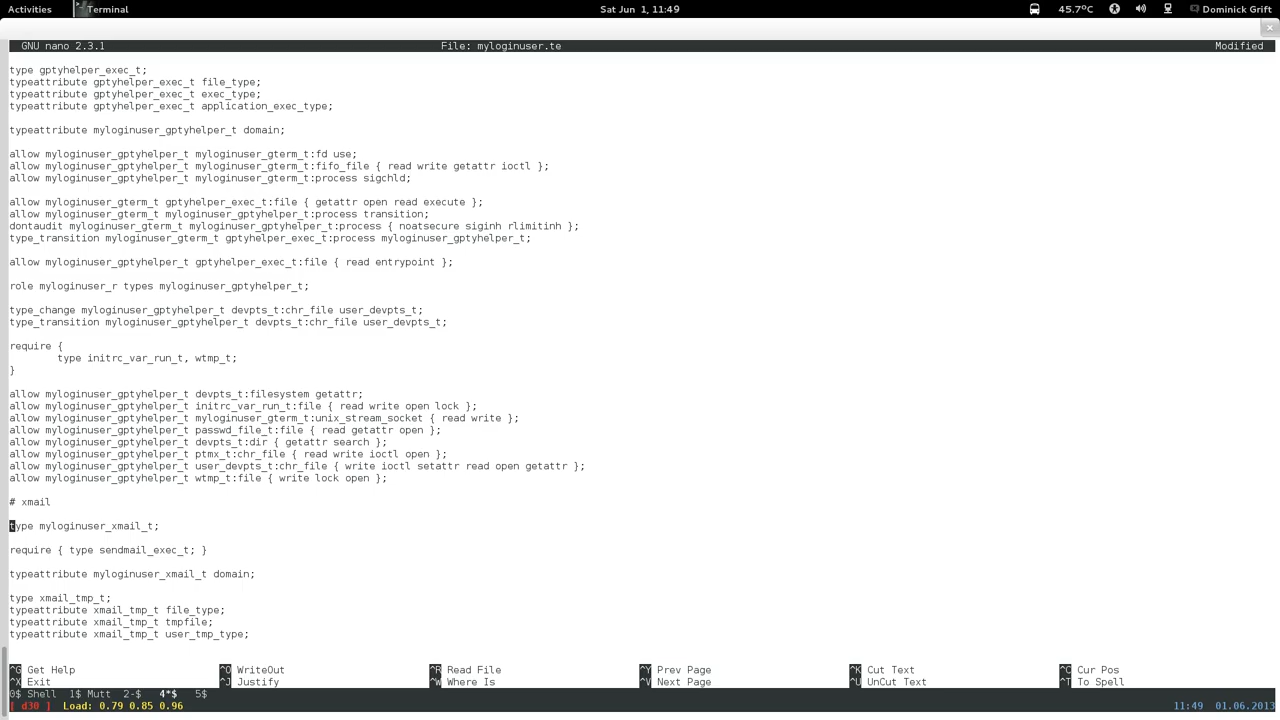 Activities Terminal Sat Jun 1, 11:49 45.7°C Dominick Grift
GNU nano 2.3.1 File: myloginuser.te Modified
type gptyhelper_exec_t;
typeattribute gptyhelper_exec_t file_type;
typeattribute gptyhelper_exec_t exec_type;
typeattribute gptyhelper_exec_t application_exec_type;
typeattribute myloginuser_gptyhelper_t domain;
allow myloginuser_gptyhelper_t myloginuser_gterm_t:fd use;
allow myloginuser_gptyhelper_t myloginuser_gterm_t:fifo_file { read write getattr ioctl };
allow myloginuser_gptyhelper_t myloginuser_gterm_t:process sigchld;
allow myloginuser_gterm_t gptyhelper_exec_t:file { getattr open read execute };
allow myloginuser_gterm_t myloginuser_gptyhelper_t:process transition;
dontaudit myloginuser_gterm_t myloginuser_gptyhelper_t:process { noatsecure siginh rlimitinh };
type_transition myloginuser_gterm_t gptyhelper_exec_t:process myloginuser_gptyhelper_t;
allow myloginuser_gptyhelper_t gptyhelper_exec_t:file { read entrypoint };
role myloginuser_r types myloginuser_gptyhelper_t;
type_change myloginuser_gptyhelper_t devpts_t:chr_file user_devpts_t;
type_transition myloginuser_gptyhelper_t devpts_t:chr_file user_devpts_t;
require {
type initrc_var_run_t, wtmp_t;
}
allow myloginuser_gptyhelper_t devpts_t:filesystem getattr;
allow myloginuser_gptyhelper_t initrc_var_run_t:file { read write open lock };
allow myloginuser_gptyhelper_t myloginuser_gterm_t:unix_stream_socket { read write };
allow myloginuser_gptyhelper_t passwd_file_t:file { read getattr open };
allow myloginuser_gptyhelper_t devpts_t:dir { getattr search };
allow myloginuser_gptyhelper_t ptmx_t:chr_file { read write ioctl open };
allow myloginuser_gptyhelper_t user_devpts_t:chr_file { write ioctl setattr read open getattr };
allow myloginuser_gptyhelper_t wtmp_t:file { write lock open };
# xmail
type myloginuser_xmail_t;
require { type sendmail_exec_t; }
typeattribute myloginuser_xmail_t domain;
type xmail_tmp_t;
typeattribute xmail_tmp_t file_type;
typeattribute xmail_tmp_t tmpfile;
typeattribute xmail_tmp_t user_tmp_type;
^G Get Help ^O WriteOut ^R Read File ^Y Prev Page ^K Cut Text ^C Cur Pos
^X Exit ^J Justify ^W Where Is ^V Next Page ^U UnCut Text ^T To Spell
0$ Shell 1$ Mutt 2-$ 4*$ 5$
[ d30 ] Load: 0.79 0.85 0.96 11:49 01.06.2013